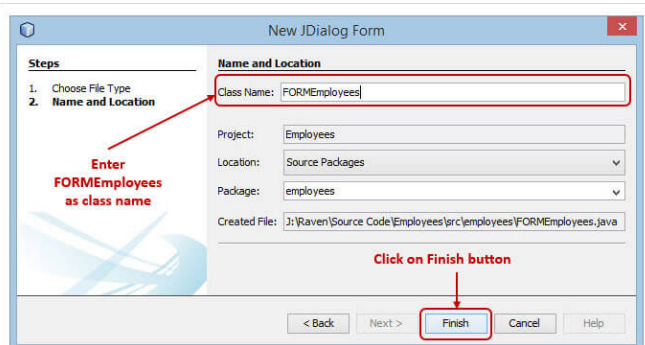 New JDialog Form
Steps
1. Choose File Type
2. Name and Location
Name and Location
Class Name: FORMEmployees
Project: Employees
Location: Source Packages
Package: employees
Created File: J:\Raven\Source Code\Employees\src\employees\FORMEmployees.java
Enter
FORMEmployees
as class name
Click on Finish button
< Back Next > Finish Cancel Help